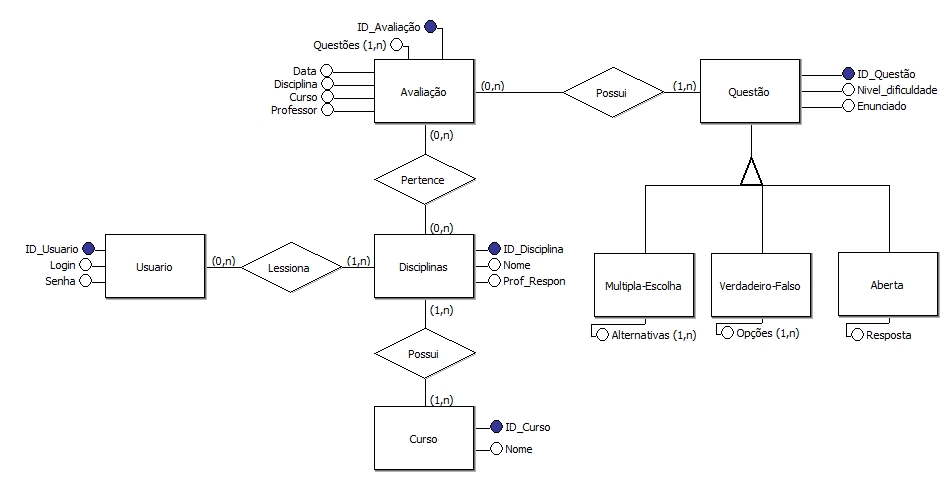 ID_Avaliação
Questões (1,n)
Data
Disciplina
Curso
Professor
Avaliação
(0,n)
Possui
(1,n)
Questão
ID_Questão
Nivel_dificuldade
Enunciado
(0,n)
Pertence
(0,n)
ID_Usuario
Login
Senha
Usuario
(0,n)
Lessiona
(1,n)
Disciplinas
ID_Disciplina
Nome
Prof_Respon
Multipla-Escolha
Verdadeiro-Falso
Aberta
Alternativas (1,n)
Opções (1,n)
Resposta
(1,n)
Possui
(1,n)
Curso
ID_Curso
Nome